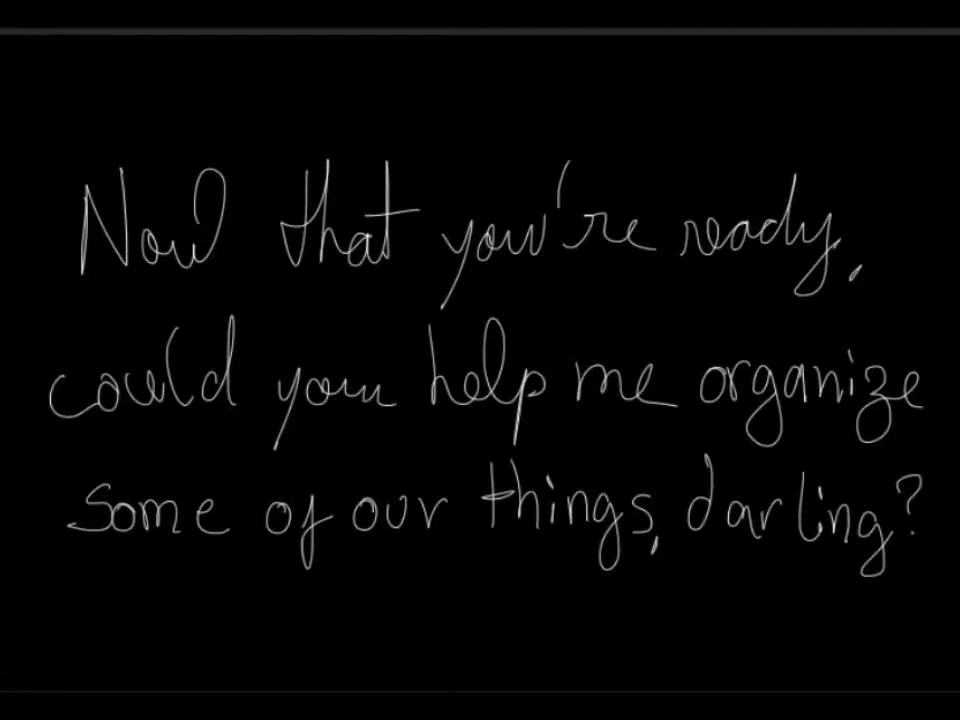 Now that you're ready,
could you help me organize
some of our things, darling?